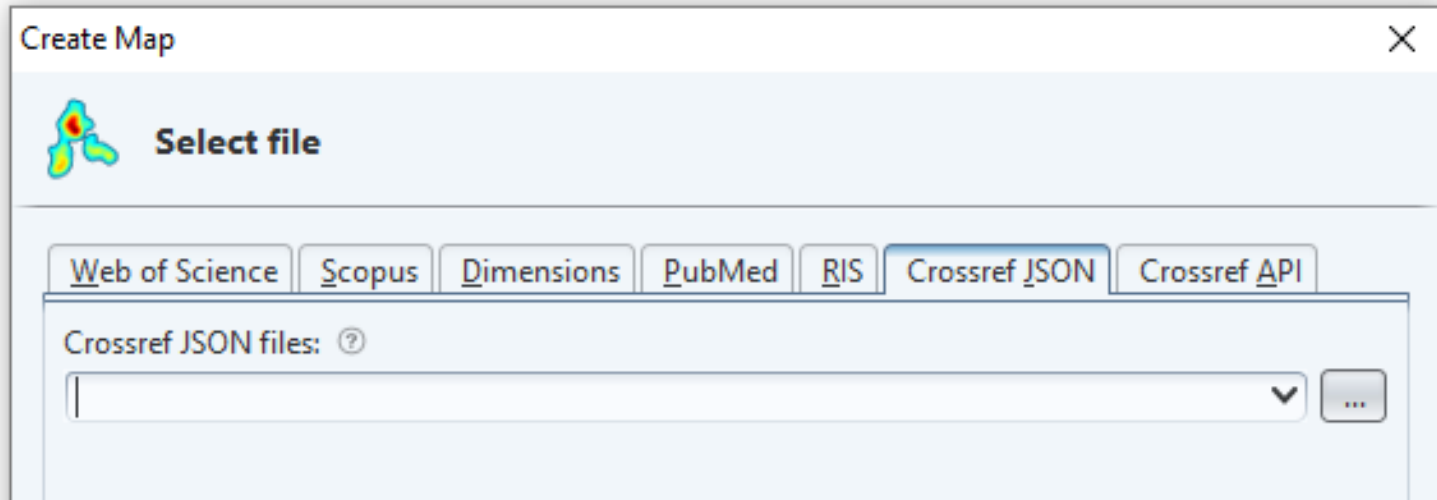 Create Map
Select file
Web of Science Scopus Dimensions PubMed RIS Crossref JSON Crossref API
Crossref JSON files: ?
...